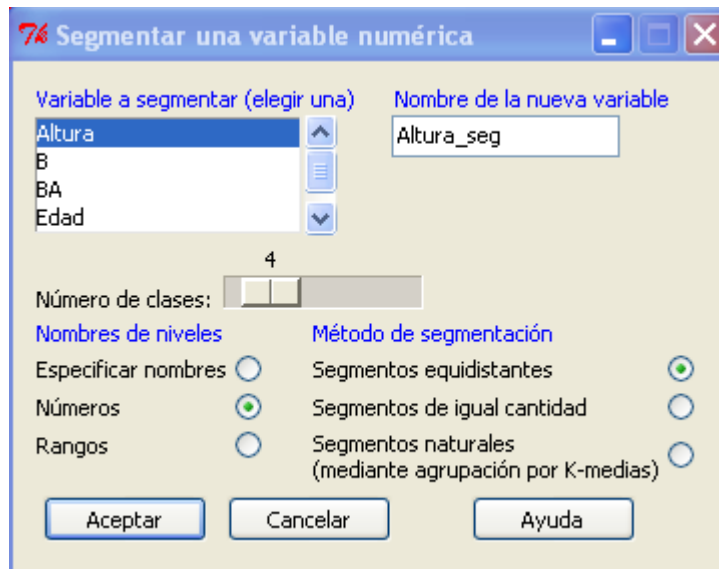 Segmentar una variable numérica
Variable a segmentar (elegir una)
Nombre de la nueva variable
Altura
B
BA
Edad
Altura_seg
4
Número de clases:
Nombres de niveles
Método de segmentación
Especificar nombres
Segmentos equidistantes
Números
Segmentos de igual cantidad
Rangos
Segmentos naturales
(mediante agrupación por K-medias)
Aceptar
Cancelar
Ayuda